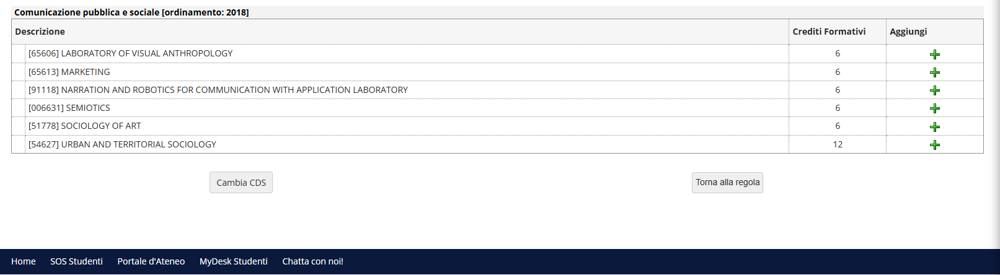 Comunicazione pubblica e sociale [ordinamento: 2018]
Descrizione Crediti Formativi Aggiungi
[65606] LABORATORY OF VISUAL ANTHROPOLOGY 6
[65613] MARKETING 6
[91118] NARRATION AND ROBOTICS FOR COMMUNICATION WITH APPLICATION LABORATORY 6
[006631] SEMIOTICS 6
[51778] SOCIOLOGY OF ART 6
[54627] URBAN AND TERRITORIAL SOCIOLOGY 12
Cambia CDS Torna alla regola
Home SOS Studenti Portale d'Ateneo MyDesk Studenti Chatta con noi!